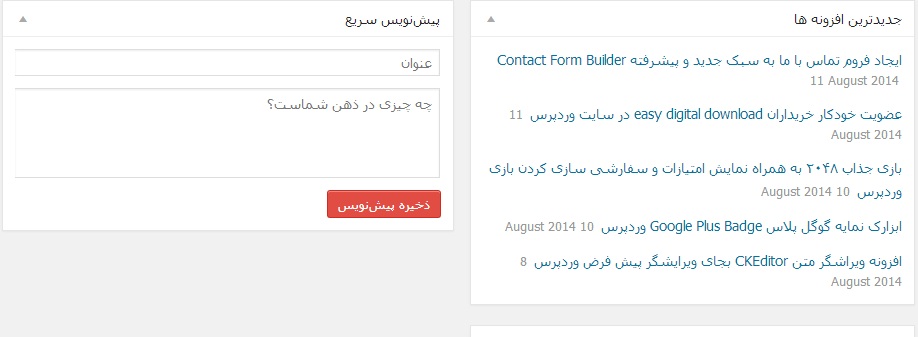 جدیدترین افزونه ها
ایجاد فروم تماس با ما به سبک جدید و پیشرفته Contact Form Builder
11 August 2014
عضویت خودکار خریداران easy digital download در سایت وردپرس 11
August 2014
بازی جذاب ۲۰۴۸ به همراه نمایش امتیازات و سفارشی سازی کردن بازی
وردپرس 10 August 2014
ابزارک نمایه گوگل پلاس Google Plus Badge وردپرس 10 August 2014
افزونه ویراشگر متن CKEditor بجای ویرایشگر پیش فرض وردپرس 8
August 2014
پیش‌نویس سریع
عنوان
چه چیزی در ذهن شماست؟
ذخیره پیش‌نویس